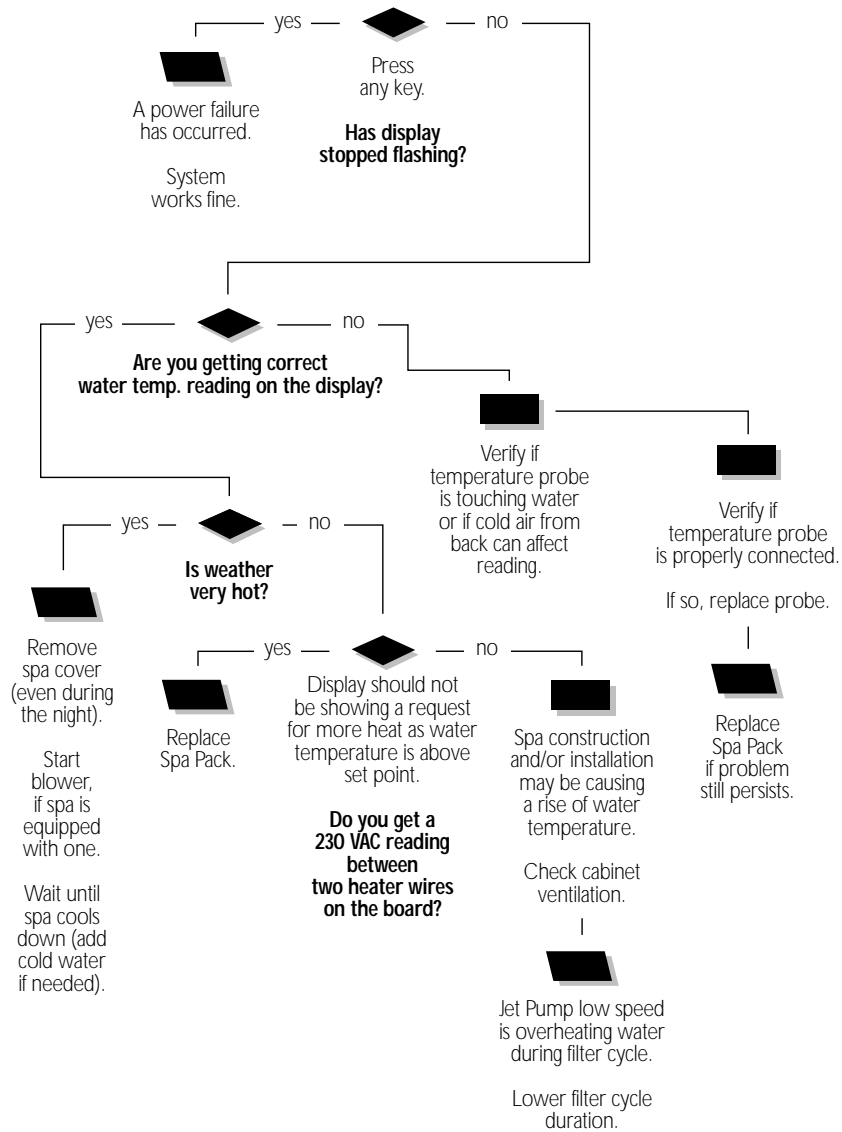 yes
no
Press
any key.
Has display
stopped flashing?
A power failure
has occurred.
System
works fine.
yes
no
Are you getting correct
water temp. reading on the display?
Verify if
temperature probe
is touching water
or if cold air from
back can affect
reading.
Verify if
temperature probe
is properly connected.
If so, replace probe.
Replace
Spa Pack
if problem
still persists.
yes
no
Is weather
very hot?
Remove
spa cover
(even during
the night).
Start
blower,
if spa is
equipped
with one.
Wait until
spa cools
down (add
cold water
if needed).
yes
no
Display should not
be showing a request
for more heat as water
temperature is above
set point.
Do you get a
230 VAC reading
between
two heater wires
on the board?
Replace
Spa Pack.
Spa construction
and/or installation
may be causing
a rise of water
temperature.
Check cabinet
ventilation.
Jet Pump low speed
is overheating water
during filter cycle.
Lower filter cycle
duration.